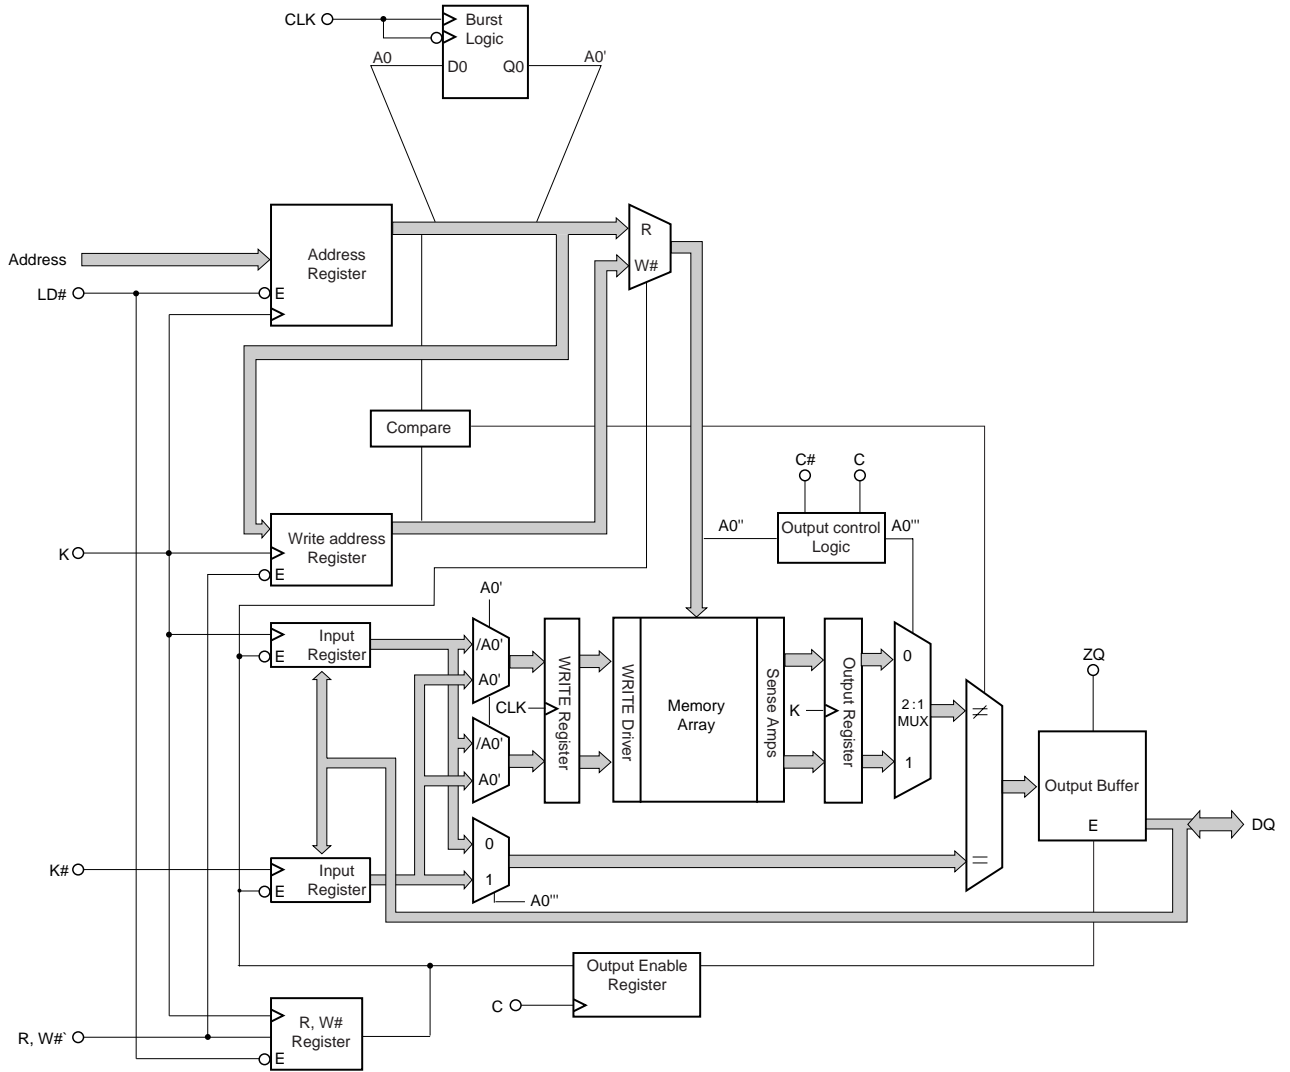 CLK
Burst
Logic
A0
D0
Q0
A0'
Address
Address
Register
R
W#
LD#
E
Compare
C#
C
A0''
Output control
Logic
A0'''
Write address
Register
K
E
A0'
Input
Register
E
/A0'
A0'
CLK
/A0'
A0'
WRITE Register
WRITE Driver
Memory
Array
Sense Amps
K
Output Register
0
2:1
MUX
1
≠
=
ZQ
Output Buffer
E
DQ
K#
Input
Register
E
0
1
A0'''
Output Enable
Register
C
R, W#`
R, W#
Register
E